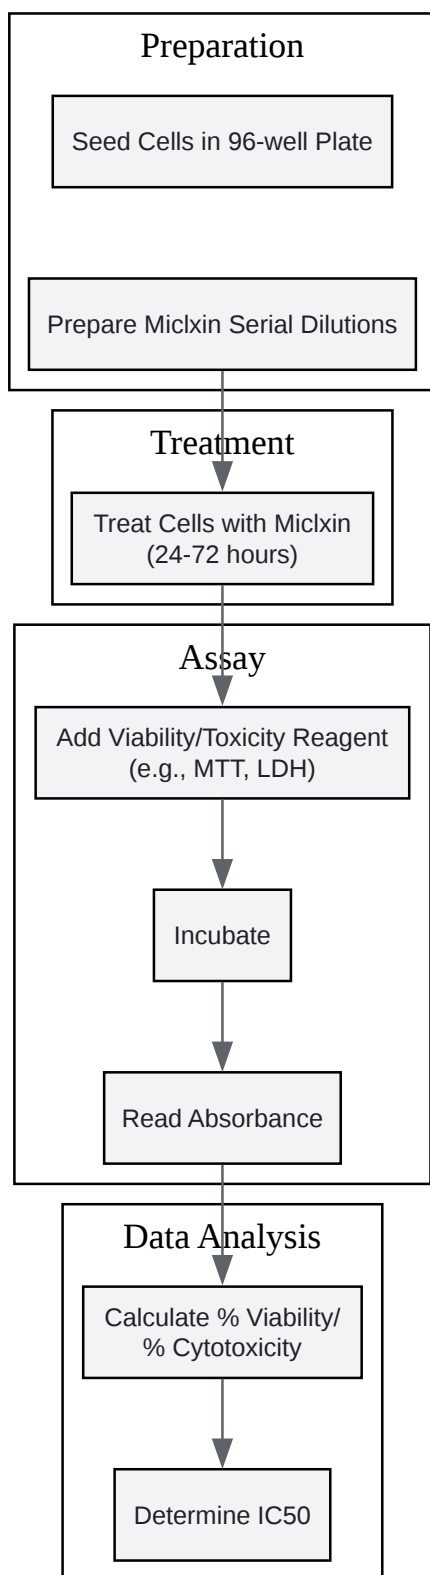 Preparation
Seed Cells in 96-well Plate
Prepare Miclxin Serial Dilutions
Treatment
Treat Cells with Miclxin
(24-72 hours)
Assay
Add Viability/Toxicity Reagent
(e.g., MTT, LDH)
Incubate
Read Absorbance
Data Analysis
Calculate % Viability/
% Cytotoxicity
Determine IC50